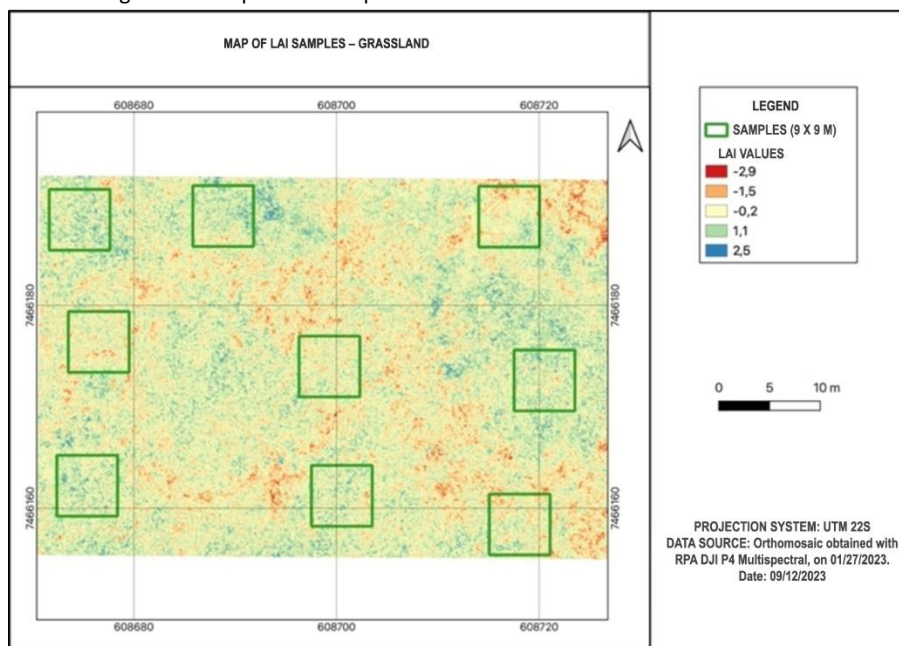 MAP OF LAI SAMPLES – GRASSLAND
608680 608700 608720
7466180 7466180
7466160 7466160
608680 608700 608720
LEGEND
SAMPLES (9 X 9 M)
LAI VALUES
-2,9
-1,5
-0,2
1,1
2,5
0 5 10 m
PROJECTION SYSTEM: UTM 22S
DATA SOURCE: Orthomosaic obtained with
RPA DJI P4 Multispectral, on 01/27/2023.
Date: 09/12/2023